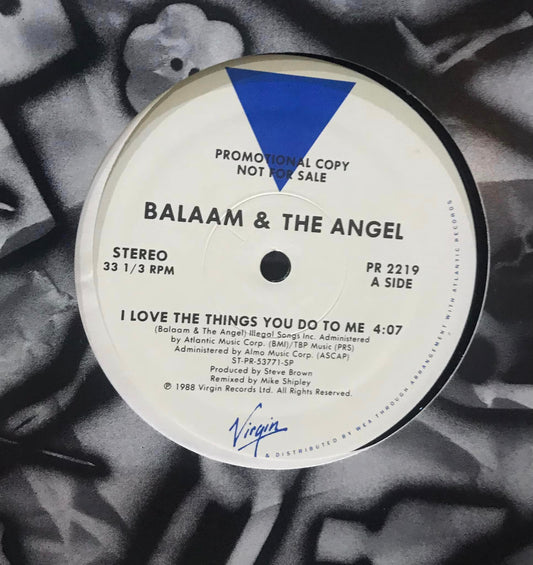 PROMOTIONAL COPY
NOT FOR SALE
BALAAM & THE ANGEL
STEREO
33 1/3 RPM
PR 2219
A SIDE
I LOVE THE THINGS YOU DO TO ME 4:07
(Balaam & The Angel) Illegal Songs Inc. Administered
by Atlantic Music Corp. (BMI)/TBP Music (PRS)
Administered by Almo Music Corp. (ASCAP)
ST-PR-53771-SP
Produced by Steve Brown
Remixed by Mike Shipley
℗ 1988 Virgin Records Ltd. All Rights Reserved.
Virgin
& DISTRIBUTED BY WEA THROUGH ARRANGEMENT WITH ATLANTIC RECORDS